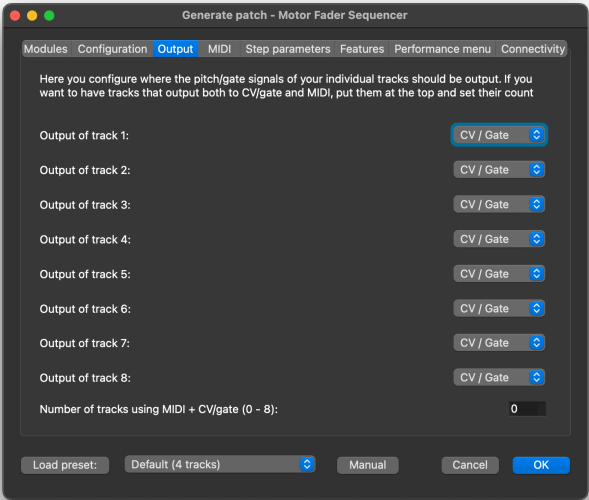 Generate patch - Motor Fader Sequencer
Modules Configuration Output MIDI Step parameters Features Performance menu Connectivity
Here you configure where the pitch/gate signals of your individual tracks should be output. If you
want to have tracks that output both to CV/gate and MIDI, put them at the top and set their count
Output of track 1: CV / Gate
Output of track 2: CV / Gate
Output of track 3: CV / Gate
Output of track 4: CV / Gate
Output of track 5: CV / Gate
Output of track 6: CV / Gate
Output of track 7: CV / Gate
Output of track 8: CV / Gate
Number of tracks using MIDI + CV/gate (0 - 8): 0
Load preset: Default (4 tracks) Manual Cancel OK